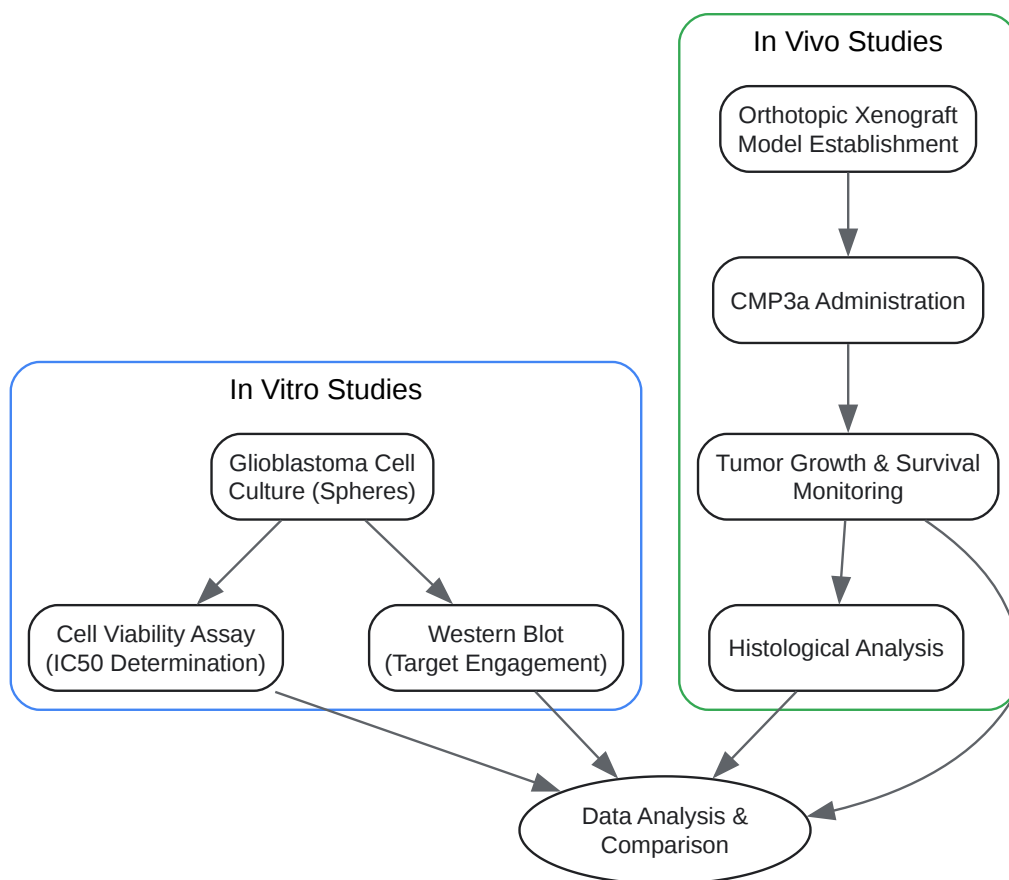 In Vivo Studies
Orthotopic Xenograft
Model Establishment
CMP3a Administration
Tumor Growth & Survival
Monitoring
Histological Analysis
In Vitro Studies
Glioblastoma Cell
Culture (Spheres)
Cell Viability Assay
(IC50 Determination)
Western Blot
(Target Engagement)
Data Analysis &
Comparison